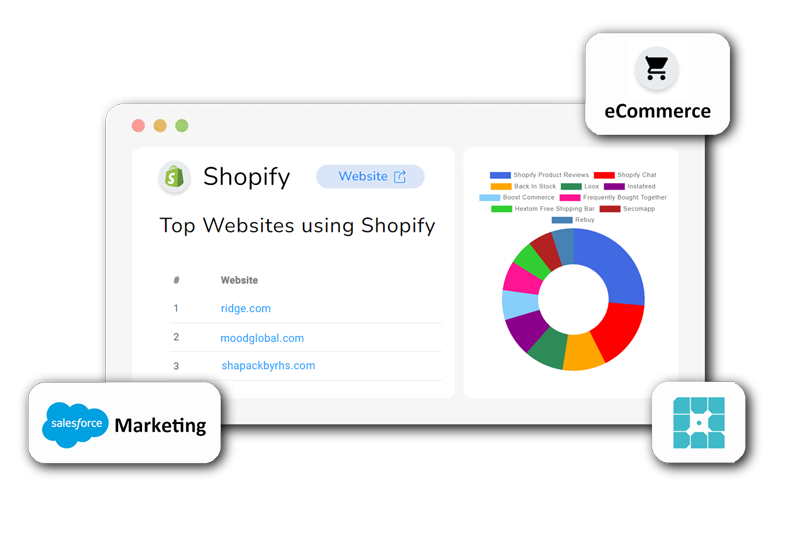 eCommerce
Shopify
Website
Top Websites using Shopify
# Website
1 ridge.com
2 moodglobal.com
3 shapackbyrhs.com
Shopify Product Reviews Shopify Chat
Back In Stock Loox Instafeed
Boost Commerce Frequently Bought Together
Hextom Free Shipping Bar Secomapp
Rebuy
salesforce Marketing